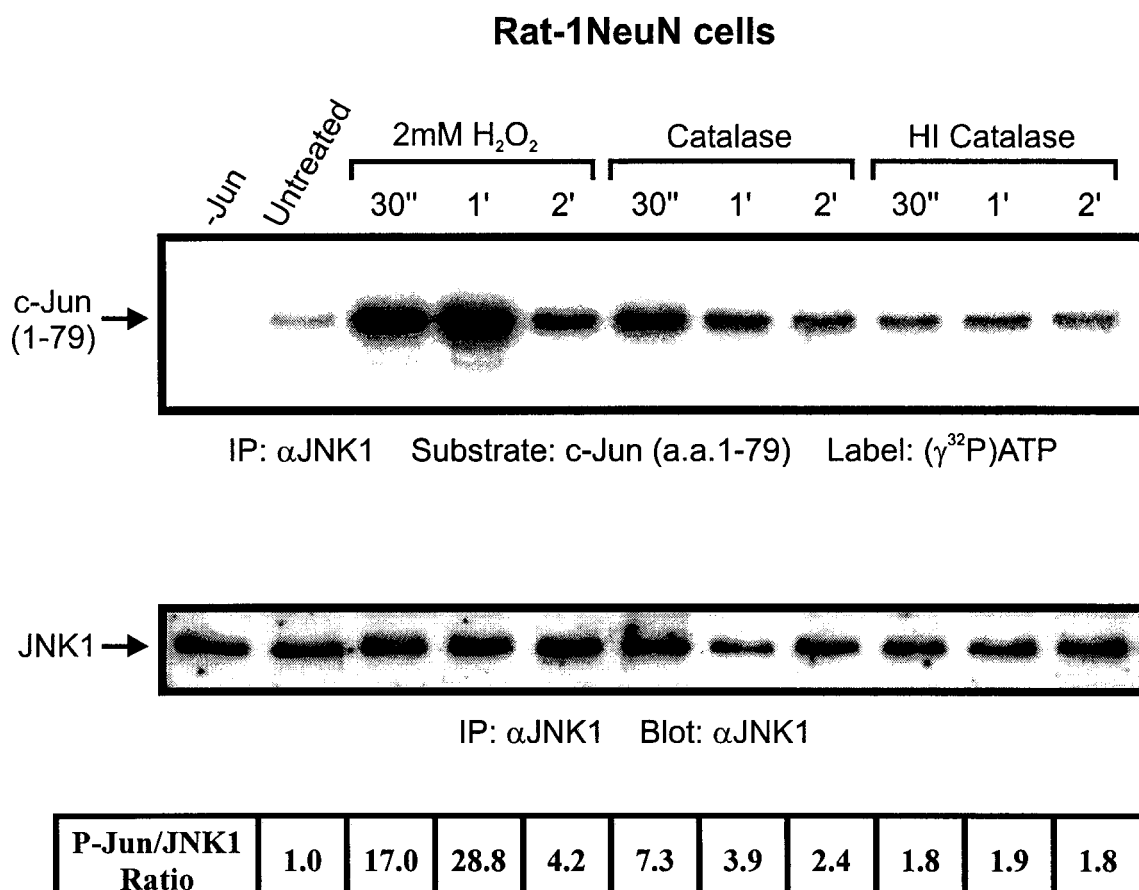 Rat-1NeuN cells
-Jun Untreated 2mM H₂O₂ Catalase HI Catalase
30" 1' 2' 30" 1' 2' 30" 1' 2'
c-Jun
(1-79)
IP: αJNK1 Substrate: c-Jun (a.a.1-79) Label: (γ³²P)ATP
JNK1
IP: αJNK1 Blot: αJNK1
P-Jun/JNK1
Ratio
1.0 17.0 28.8 4.2 7.3 3.9 2.4 1.8 1.9 1.8